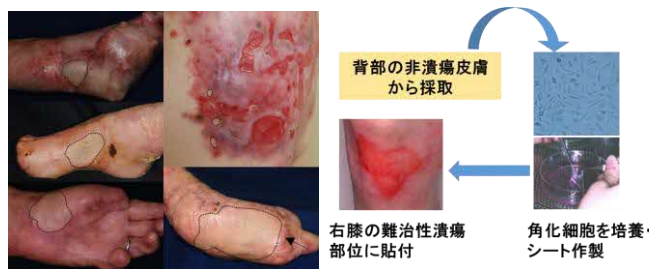 背部の非潰瘍皮膚
から採取
右膝の難治性潰瘍
部位に貼付
角化細胞を培養・
シート作製